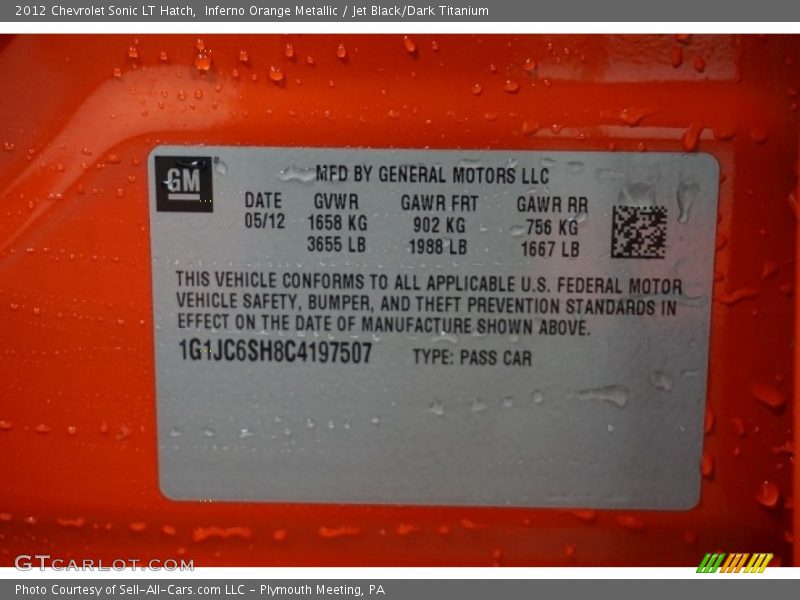 2012 Chevrolet Sonic LT Hatch,  Inferno Orange Metallic / Jet Black/Dark Titanium
GM
MFD BY GENERAL MOTORS LLC
DATE GVWR GAWR FRT GAWR RR
05/12 1658 KG 902 KG 756 KG
3655 LB 1988 LB 1667 LB
THIS VEHICLE CONFORMS TO ALL APPLICABLE U.S. FEDERAL MOTOR
VEHICLE SAFETY, BUMPER, AND THEFT PREVENTION STANDARDS IN
EFFECT ON THE DATE OF MANUFACTURE SHOWN ABOVE.
1G1JC6SH8C4197507 TYPE: PASS CAR
GTCARLOT.COM
Photo Courtesy of Sell-All-Cars.com LLC - Plymouth Meeting, PA